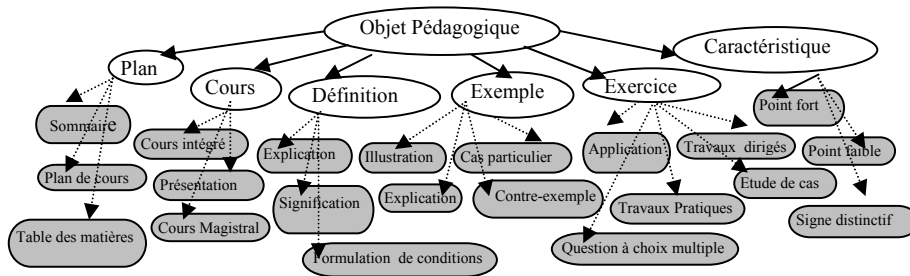 Objet Pédagogique
Caractéristique
Plan
Cours
Définition
Exemple
Exercice
Point fort
Sommaire
Cours intégré
Explication
Illustration
Cas particulier
Application
Travaux dirigés
Point faible
Plan de cours
Présentation
Signification
Explication
Contre-exemple
Travaux Pratiques
Etude de cas
Signe distinctif
Table des matières
Cours Magistral
Formulation de conditions
Question à choix multiple